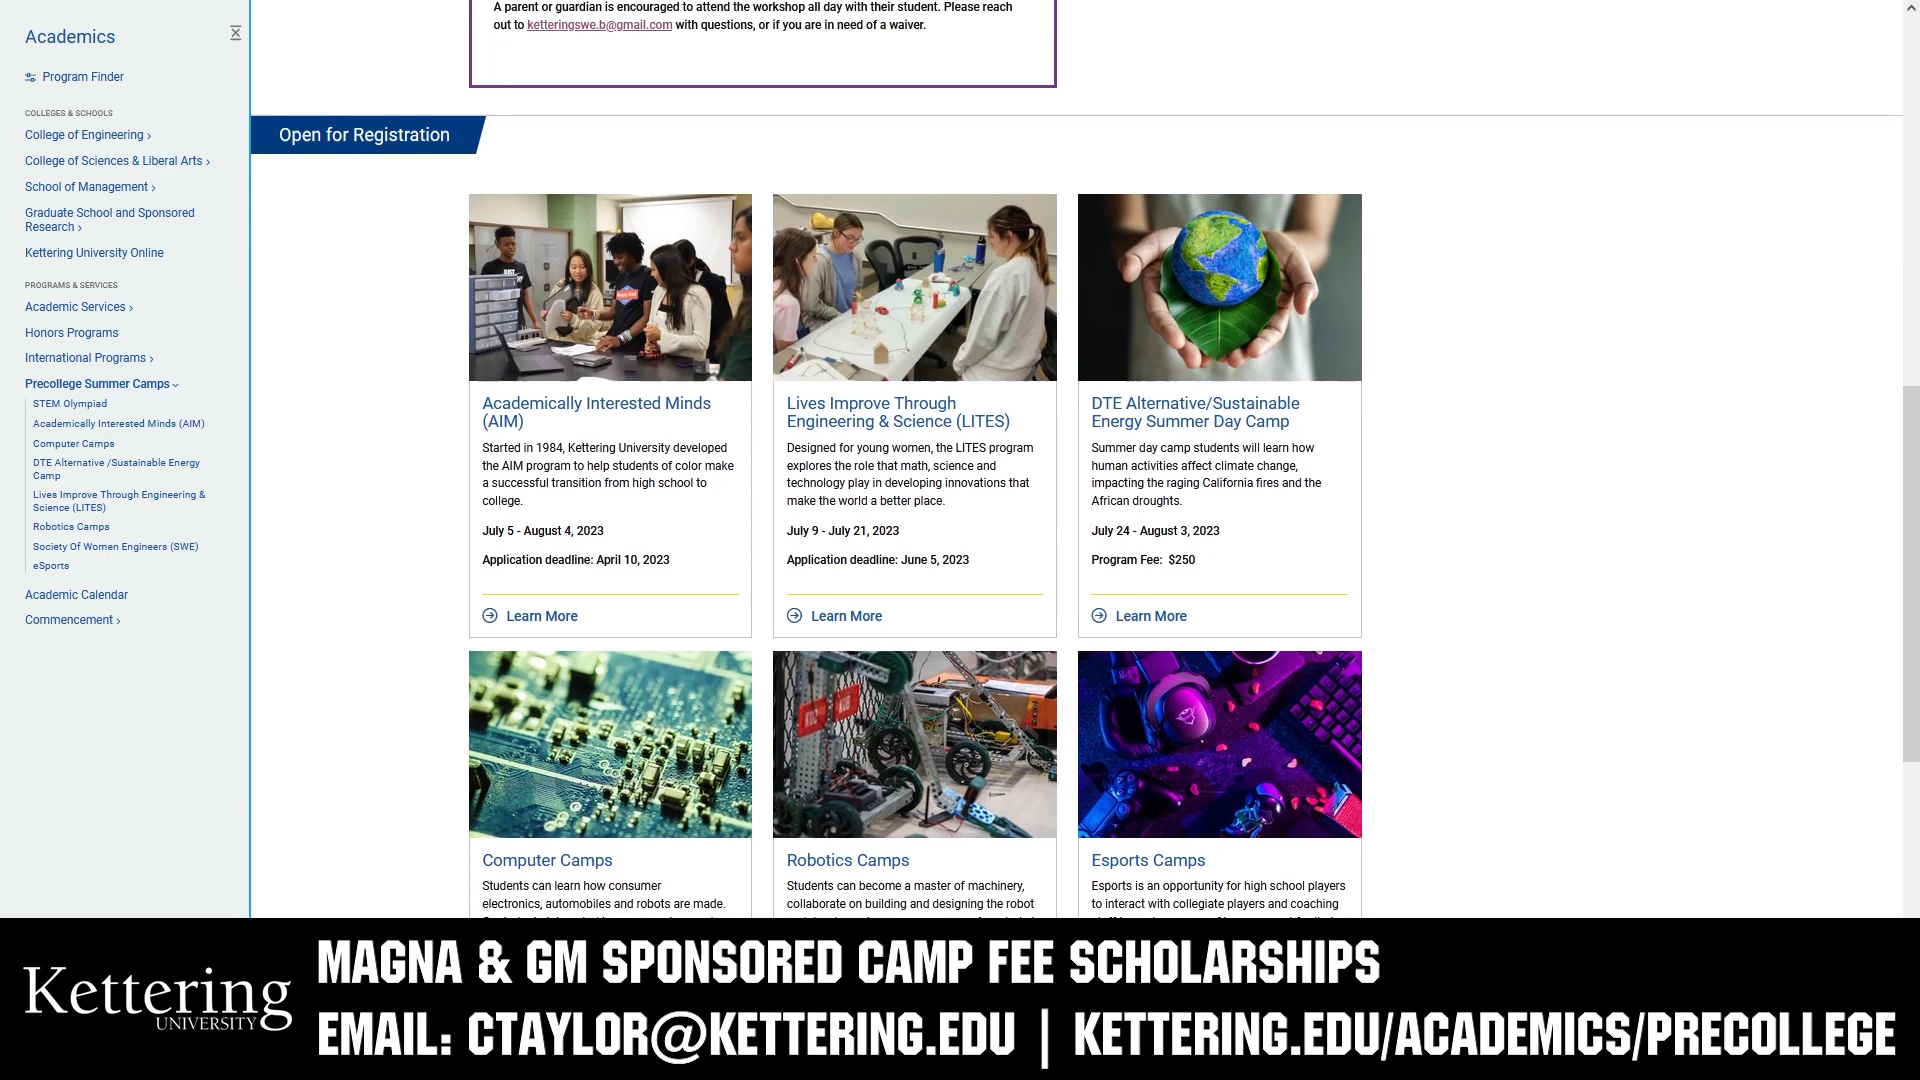 Academics
Program Finder
COLLEGES & SCHOOLS
College of Engineering
College of Sciences & Liberal Arts
School of Management
Graduate School and Sponsored
Research
Kettering University Online
PROGRAMS & SERVICES
Academic Services
Honors Programs
International Programs
Precollege Summer Camps
STEM Olympiad
Academically Interested Minds (AIM)
Computer Camps
DTE Alternative /Sustainable Energy
Camp
Lives Improve Through Engineering &
Science (LITES)
Robotics Camps
Society Of Women Engineers (SWE)
eSports
Academic Calendar
Commencement
A parent or guardian is encouraged to attend the workshop all day with their student. Please reach
out to ketteringswe.b@gmail.com with questions, or if you are in need of a waiver.
Open for Registration
Academically Interested Minds
(AIM)
Started in 1984, Kettering University developed
the AIM program to help students of color make
a successful transition from high school to
college.
July 5 - August 4, 2023
Application deadline: April 10, 2023
Learn More
Lives Improve Through
Engineering & Science (LITES)
Designed for young women, the LITES program
explores the role that math, science and
technology play in developing innovations that
make the world a better place.
July 9 - July 21, 2023
Application deadline: June 5, 2023
Learn More
DTE Alternative/Sustainable
Energy Summer Day Camp
Summer day camp students will learn how
human activities affect climate change,
impacting the raging California fires and the
African droughts.
July 24 - August 3, 2023
Program Fee: $250
Learn More
Computer Camps
Students can learn how consumer
electronics, automobiles and robots are made.
Robotics Camps
Students can become a master of machinery,
collaborate on building and designing the robot
Esports Camps
Esports is an opportunity for high school players
to interact with collegiate players and coaching
Kettering
UNIVERSITY
MAGNA & GM SPONSORED CAMP FEE SCHOLARSHIPS
EMAIL: CTAYLOR@KETTERING.EDU | KETTERING.EDU/ACADEMICS/PRECOLLEGE